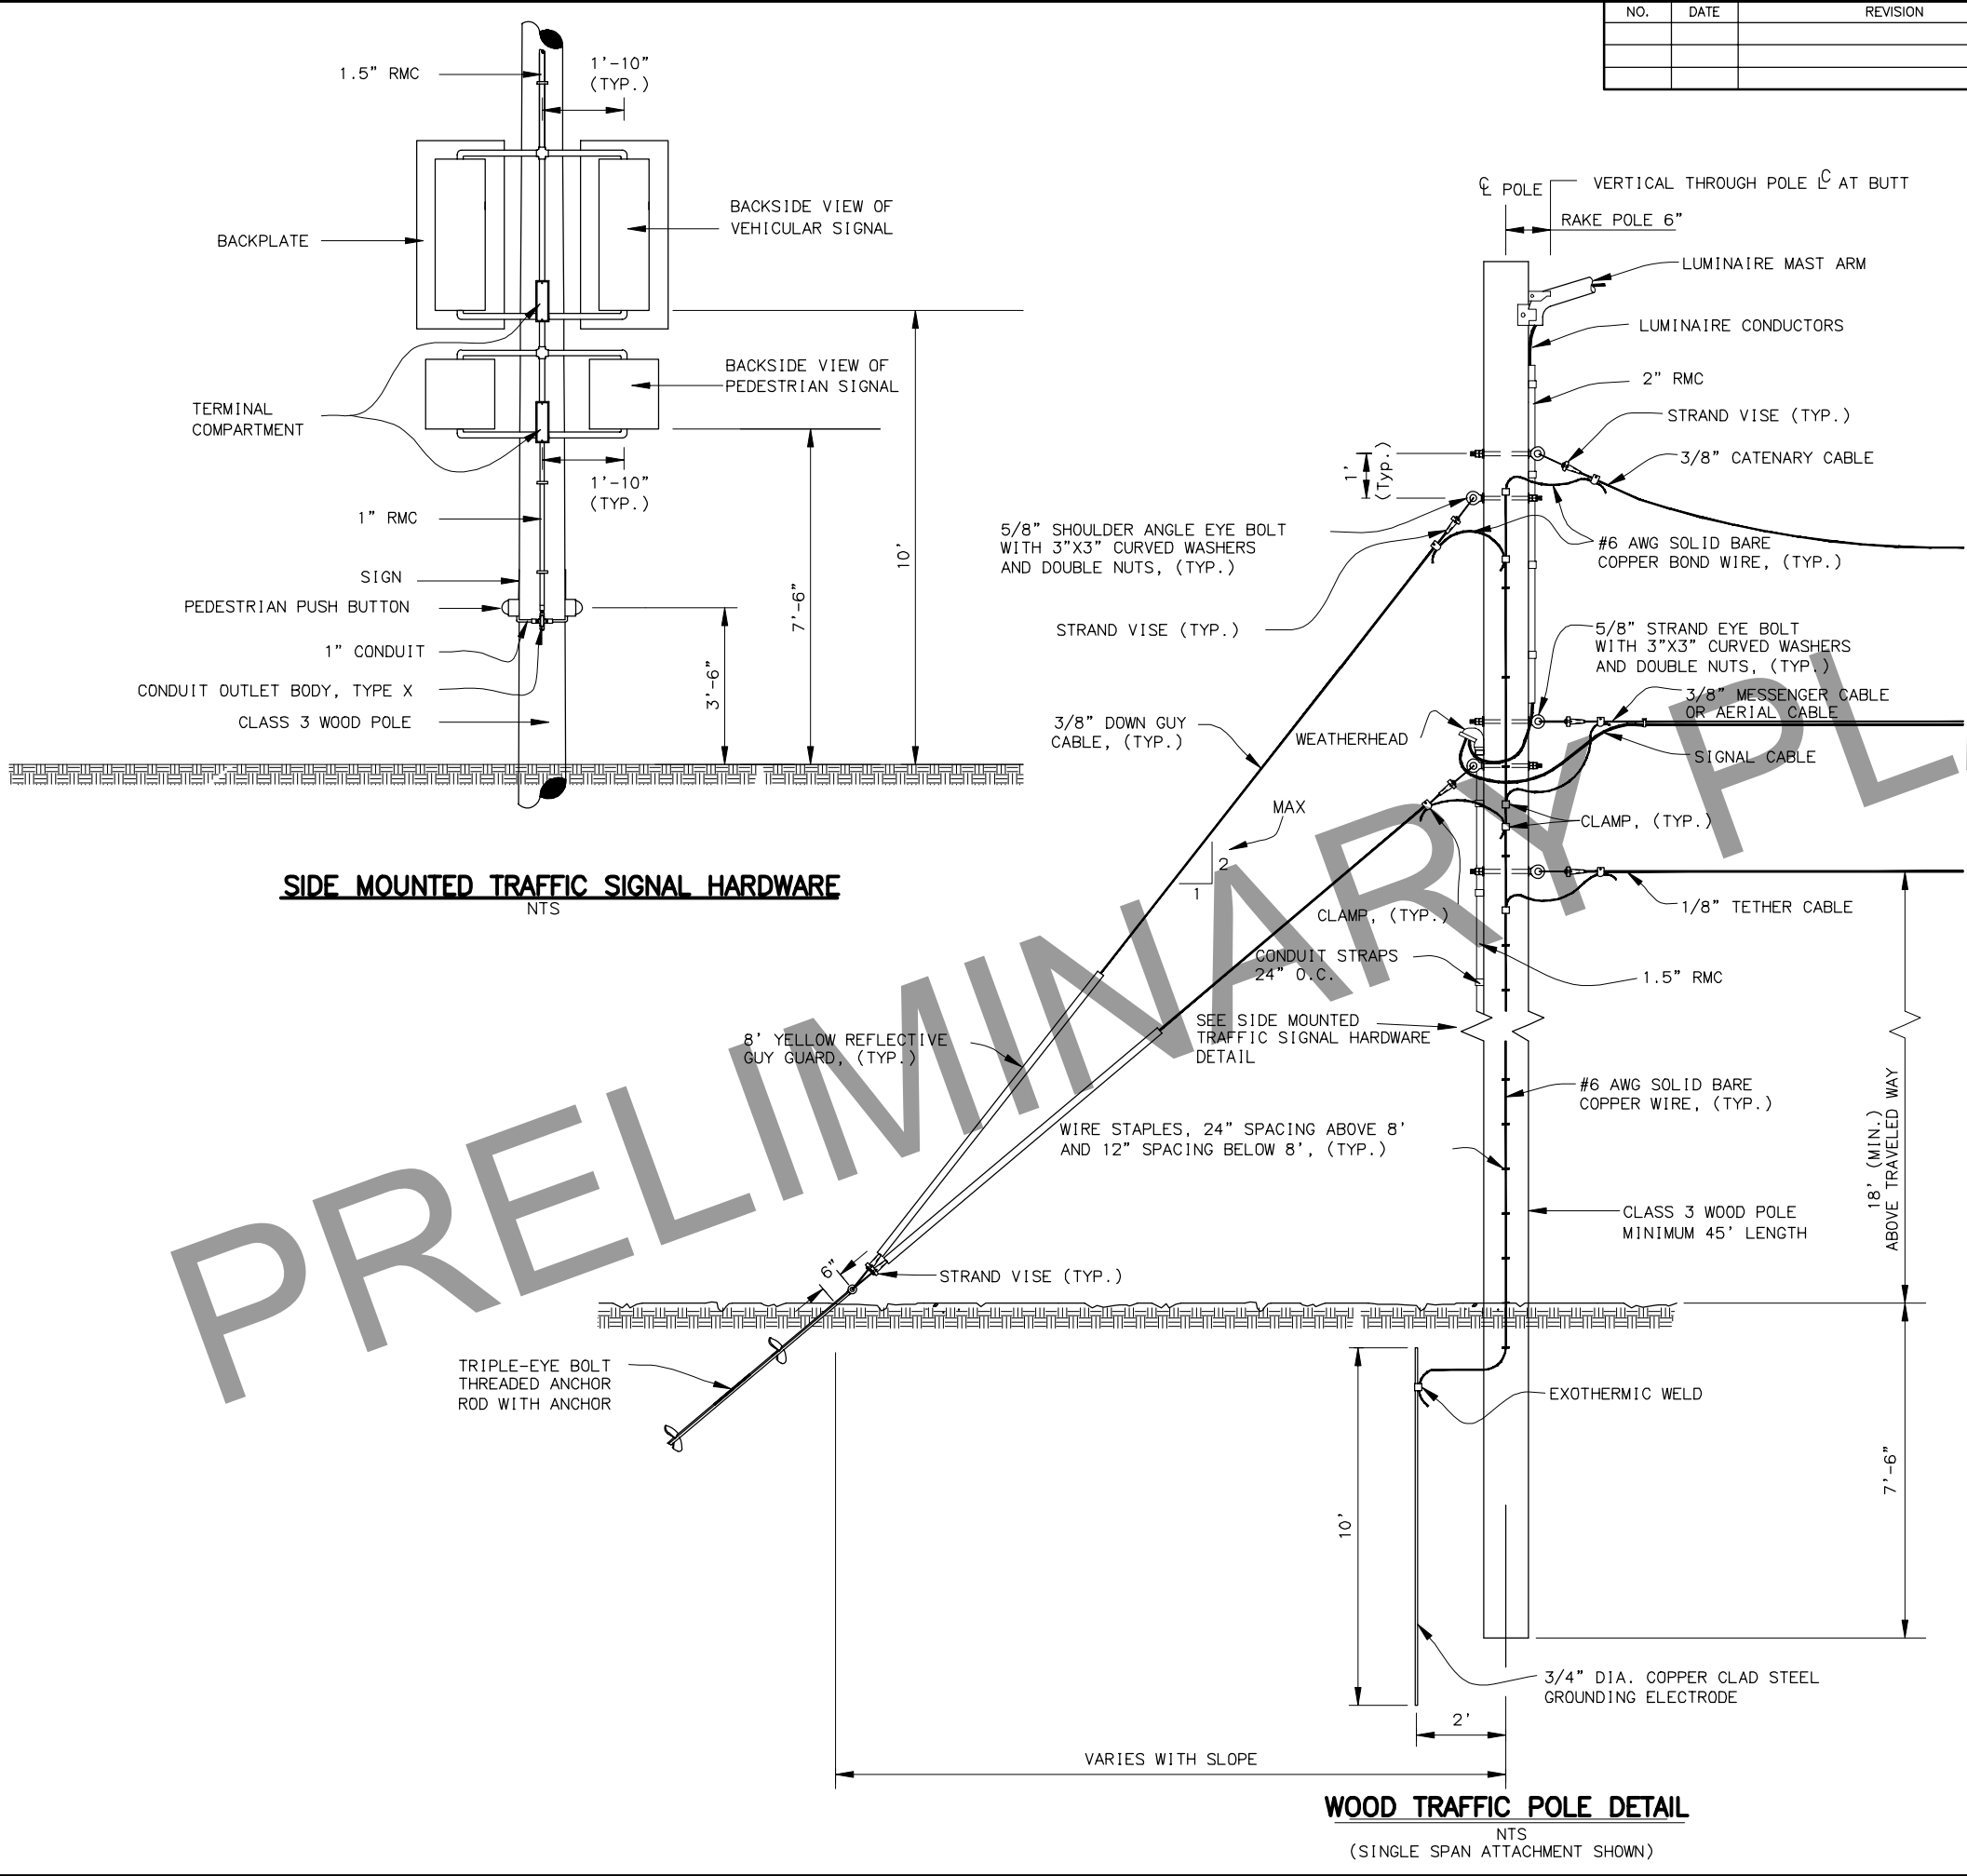 NO. DATE REVISION
1.5" RMC
1'-10"
(TYP.)
BACKPLATE
BACKSIDE VIEW OF
VEHICULAR SIGNAL
BACKSIDE VIEW OF
PEDESTRIAN SIGNAL
TERMINAL
COMPARTMENT
1'-10"
(TYP.)
1" RMC
SIGN
PEDESTRIAN PUSH BUTTON
1" CONDUIT
CONDUIT OUTLET BODY, TYPE X
CLASS 3 WOOD POLE
3'-6"
7'-6"
10'
SIDE MOUNTED TRAFFIC SIGNAL HARDWARE
NTS
℄ POLE
VERTICAL THROUGH POLE ℄ AT BUTT
RAKE POLE 6"
LUMINAIRE MAST ARM
LUMINAIRE CONDUCTORS
2" RMC
STRAND VISE (TYP.)
3/8" CATENARY CABLE
1'
(Typ.)
5/8" SHOULDER ANGLE EYE BOLT
WITH 3"X3" CURVED WASHERS
AND DOUBLE NUTS, (TYP.)
#6 AWG SOLID BARE
COPPER BOND WIRE, (TYP.)
STRAND VISE (TYP.)
5/8" STRAND EYE BOLT
WITH 3"X3" CURVED WASHERS
AND DOUBLE NUTS, (TYP.)
3/8" MESSENGER CABLE
OR AERIAL CABLE
3/8" DOWN GUY
CABLE, (TYP.)
WEATHERHEAD
SIGNAL CABLE
MAX
2
1
CLAMP, (TYP.)
CLAMP, (TYP.)
1/8" TETHER CABLE
CONDUIT STRAPS
24" O.C.
1.5" RMC
SEE SIDE MOUNTED
TRAFFIC SIGNAL HARDWARE
DETAIL
8' YELLOW REFLECTIVE
GUY GUARD, (TYP.)
#6 AWG SOLID BARE
COPPER WIRE, (TYP.)
WIRE STAPLES, 24" SPACING ABOVE 8'
AND 12" SPACING BELOW 8', (TYP.)
18' (MIN.)
ABOVE TRAVELED WAY
CLASS 3 WOOD POLE
MINIMUM 45' LENGTH
6"
STRAND VISE (TYP.)
TRIPLE-EYE BOLT
THREADED ANCHOR
ROD WITH ANCHOR
EXOTHERMIC WELD
7'-6"
10'
3/4" DIA. COPPER CLAD STEEL
GROUNDING ELECTRODE
2'
VARIES WITH SLOPE
WOOD TRAFFIC POLE DETAIL
NTS
(SINGLE SPAN ATTACHMENT SHOWN)
PRELIMINARY PL